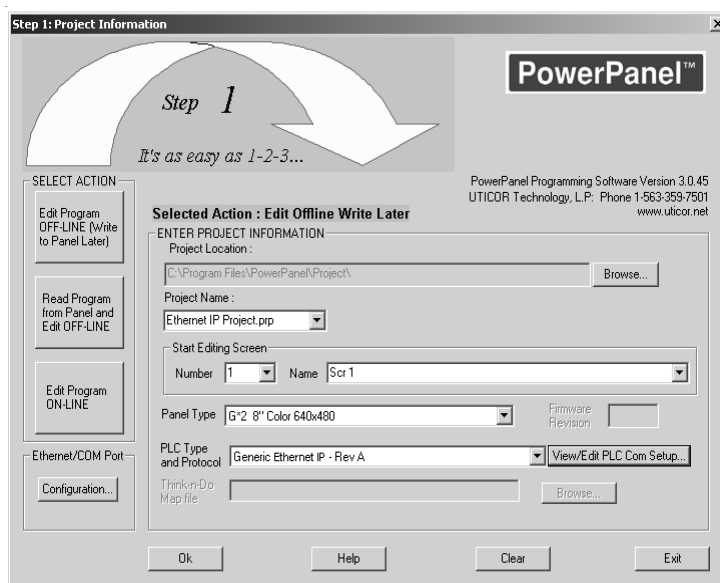 Step 1: Project Information
PowerPanel™
Step 1
It's as easy as 1-2-3...
PowerPanel Programming Software Version 3.0.45
UTICOR Technology, L.P: Phone 1-563-359-7501
www.uticor.net
SELECT ACTION
Edit Program
OFF-LINE (Write
to Panel Later)
Read Program
from Panel and
Edit OFF-LINE
Edit Program
ON-LINE
Ethernet/COM Port
Configuration...
Selected Action : Edit Offline Write Later
ENTER PROJECT INFORMATION
Project Location :
C:\Program Files\PowerPanel\Project\
Browse...
Project Name :
Ethernet IP Project.prp
Start Editing Screen
Number 1 Name Scr 1
Panel Type G*2 8" Color 640x480
Firmware
Revision
PLC Type
and Protocol Generic Ethernet IP - Rev A View/Edit PLC Com Setup...
Think-n-Do
Map file
Browse...
Ok Help Clear Exit